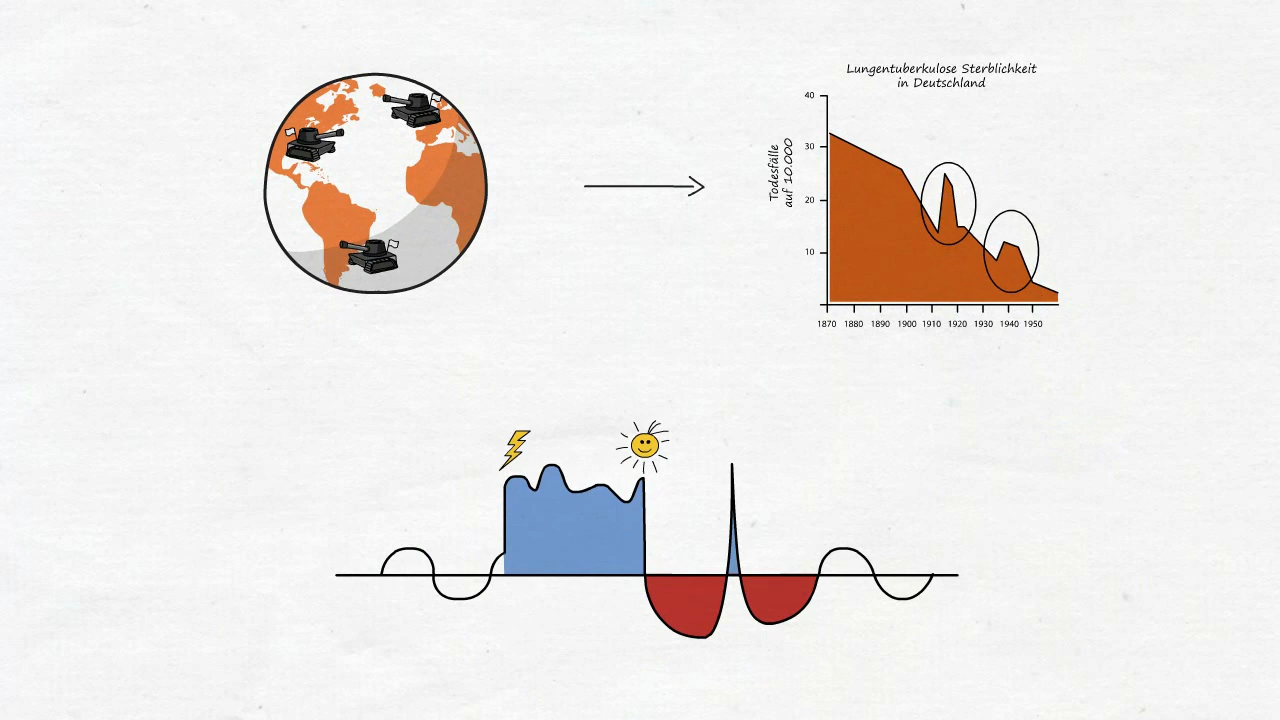 Lungentuberkulose Sterblichkeit
in Deutschland
Todesfälle
auf 10.000
40
30
20
10
1870 1880 1890 1900 1910 1920 1930 1940 1950